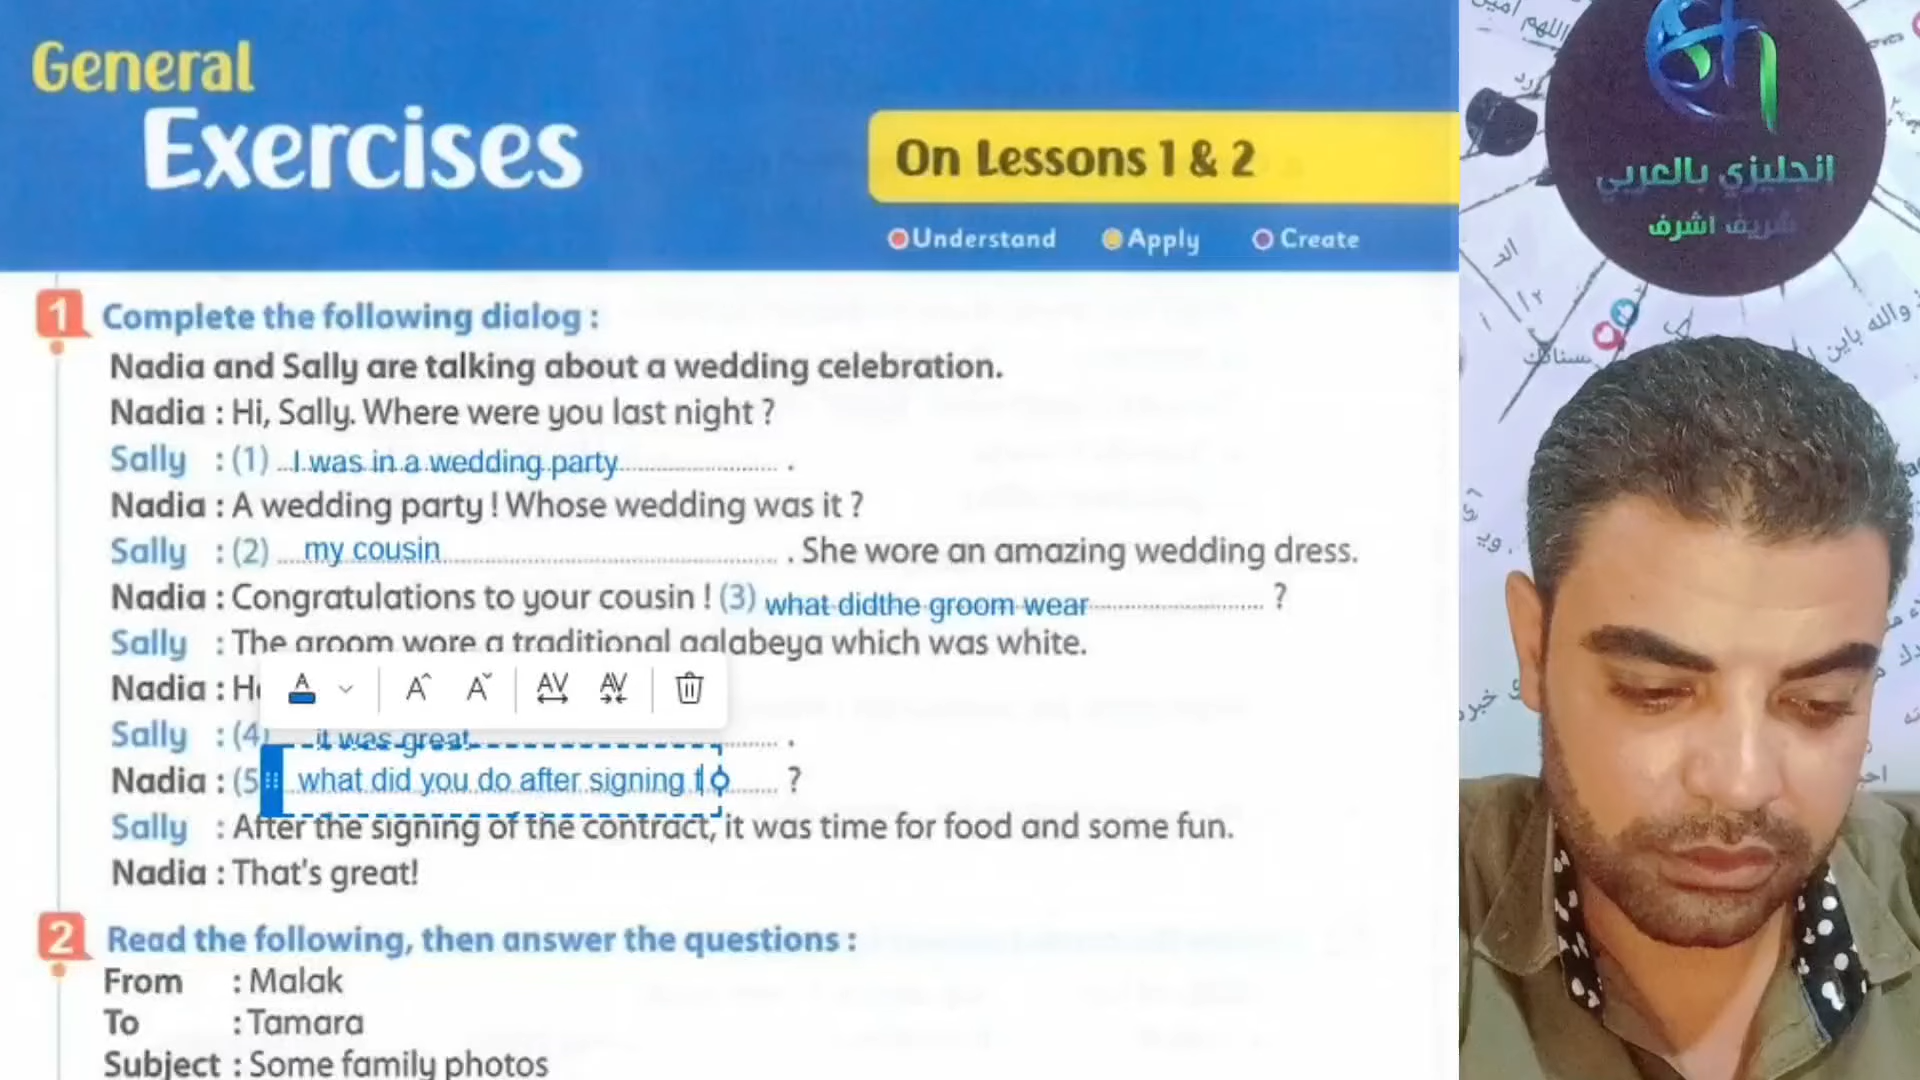 General
Exercises
On Lessons 1 & 2
Understand Apply Create
1 Complete the following dialog :
Nadia and Sally are talking about a wedding celebration.
Nadia : Hi, Sally. Where were you last night ?
Sally : (1) I was in a wedding party .
Nadia : A wedding party ! Whose wedding was it ?
Sally : (2) my cousin . She wore an amazing wedding dress.
Nadia : Congratulations to your cousin ! (3) what didthe groom wear ?
Sally : The groom wore a traditional galabeya which was white.
Nadia :
Sally : (4) it was great .
Nadia : (5 what did you do after signing t ?
Sally : After the signing of the contract, it was time for food and some fun.
Nadia : That's great!
2 Read the following, then answer the questions :
From : Malak
To : Tamara
Subject : Some family photos
انجليزي بالعربي
شريف اشرف
اللهم امين
والله باين